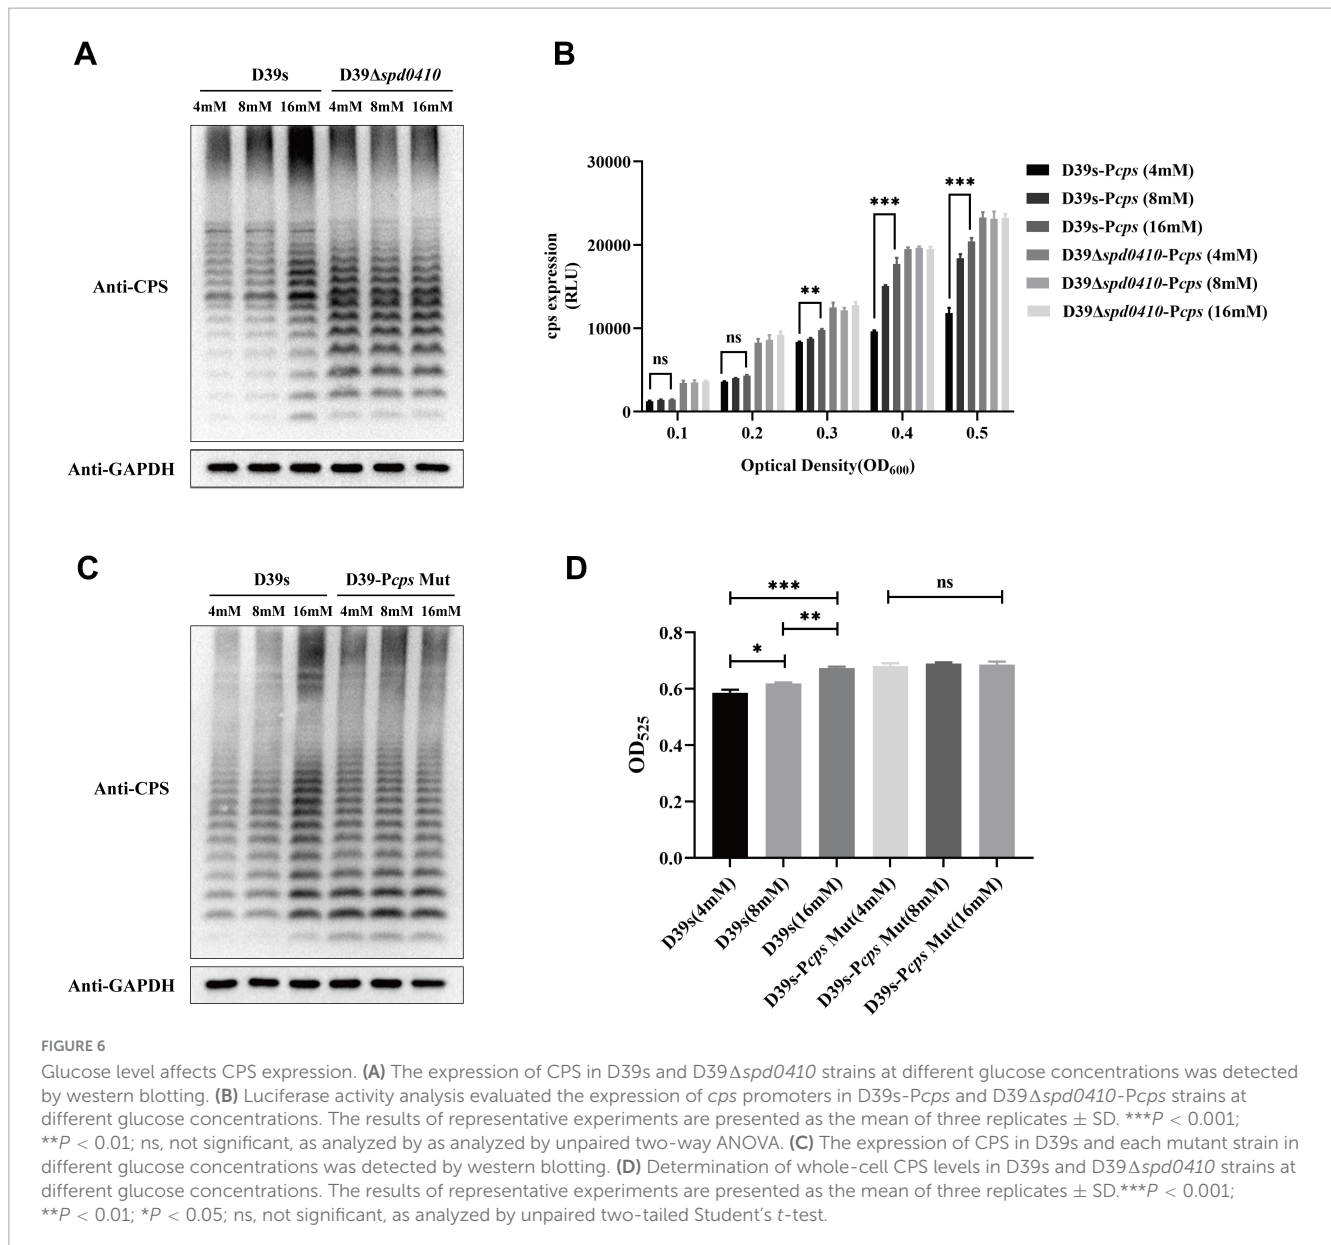 A
D39s D39Δspd0410
4mM 8mM 16mM 4mM 8mM 16mM
Anti-CPS
Anti-GAPDH
B
30000
20000
10000
0
cps expression
(RLU)
ns
ns
**
***
***
0.1 0.2 0.3 0.4 0.5
Optical Density(OD600)
D39s-Pcps (4mM)
D39s-Pcps (8mM)
D39s-Pcps (16mM)
D39Δspd0410-Pcps (4mM)
D39Δspd0410-Pcps (8mM)
D39Δspd0410-Pcps (16mM)
C
D39s D39-Pcps Mut
4mM 8mM 16mM 4mM 8mM 16mM
Anti-CPS
Anti-GAPDH
D
*** ns
**
*
0.8
0.6
0.4
0.2
0.0
OD525
D39s(4mM)
D39s(8mM)
D39s(16mM)
D39s-Pcps Mut(4mM)
D39s-Pcps Mut(8mM)
D39s-Pcps Mut(16mM)
FIGURE 6
Glucose level affects CPS expression. (A) The expression of CPS in D39s and D39Δspd0410 strains at different glucose concentrations was detected
by western blotting. (B) Luciferase activity analysis evaluated the expression of cps promoters in D39s-Pcps and D39Δspd0410-Pcps strains at
different glucose concentrations. The results of representative experiments are presented as the mean of three replicates ± SD. ***P < 0.001;
**P < 0.01; ns, not significant, as analyzed by as analyzed by unpaired two-way ANOVA. (C) The expression of CPS in D39s and each mutant strain in
different glucose concentrations was detected by western blotting. (D) Determination of whole-cell CPS levels in D39s and D39Δspd0410 strains at
different glucose concentrations. The results of representative experiments are presented as the mean of three replicates ± SD.***P < 0.001;
**P < 0.01; *P < 0.05; ns, not significant, as analyzed by unpaired two-tailed Student's t-test.